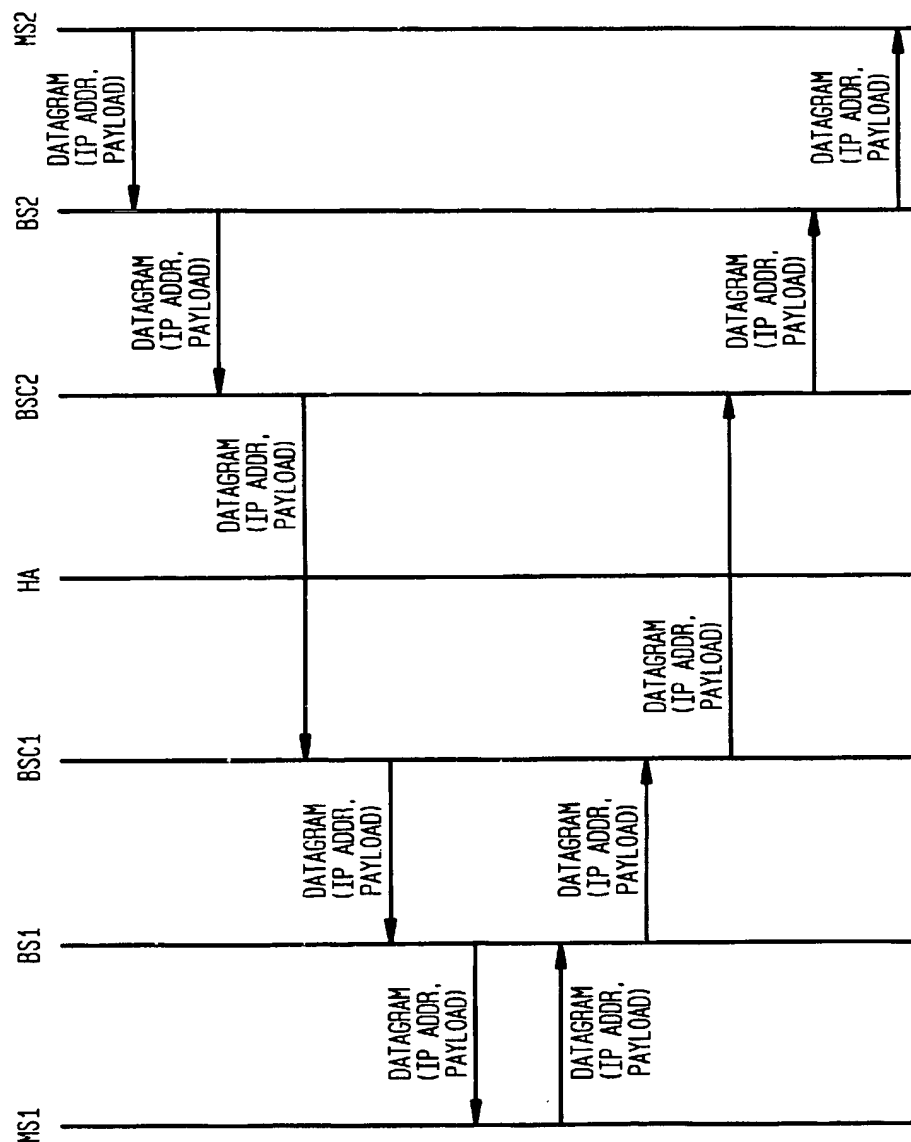 MS1
BS1
BSC1
HA
BSC2
BS2
MS2
DATAGRAM
(IP ADDR,
PAYLOAD)
DATAGRAM
(IP ADDR,
PAYLOAD)
DATAGRAM
(IP ADDR,
PAYLOAD)
DATAGRAM
(IP ADDR,
PAYLOAD)
DATAGRAM
(IP ADDR,
PAYLOAD)
DATAGRAM
(IP ADDR,
PAYLOAD)
DATAGRAM
(IP ADDR,
PAYLOAD)
DATAGRAM
(IP ADDR,
PAYLOAD)
DATAGRAM
(IP ADDR,
PAYLOAD)
DATAGRAM
(IP ADDR,
PAYLOAD)